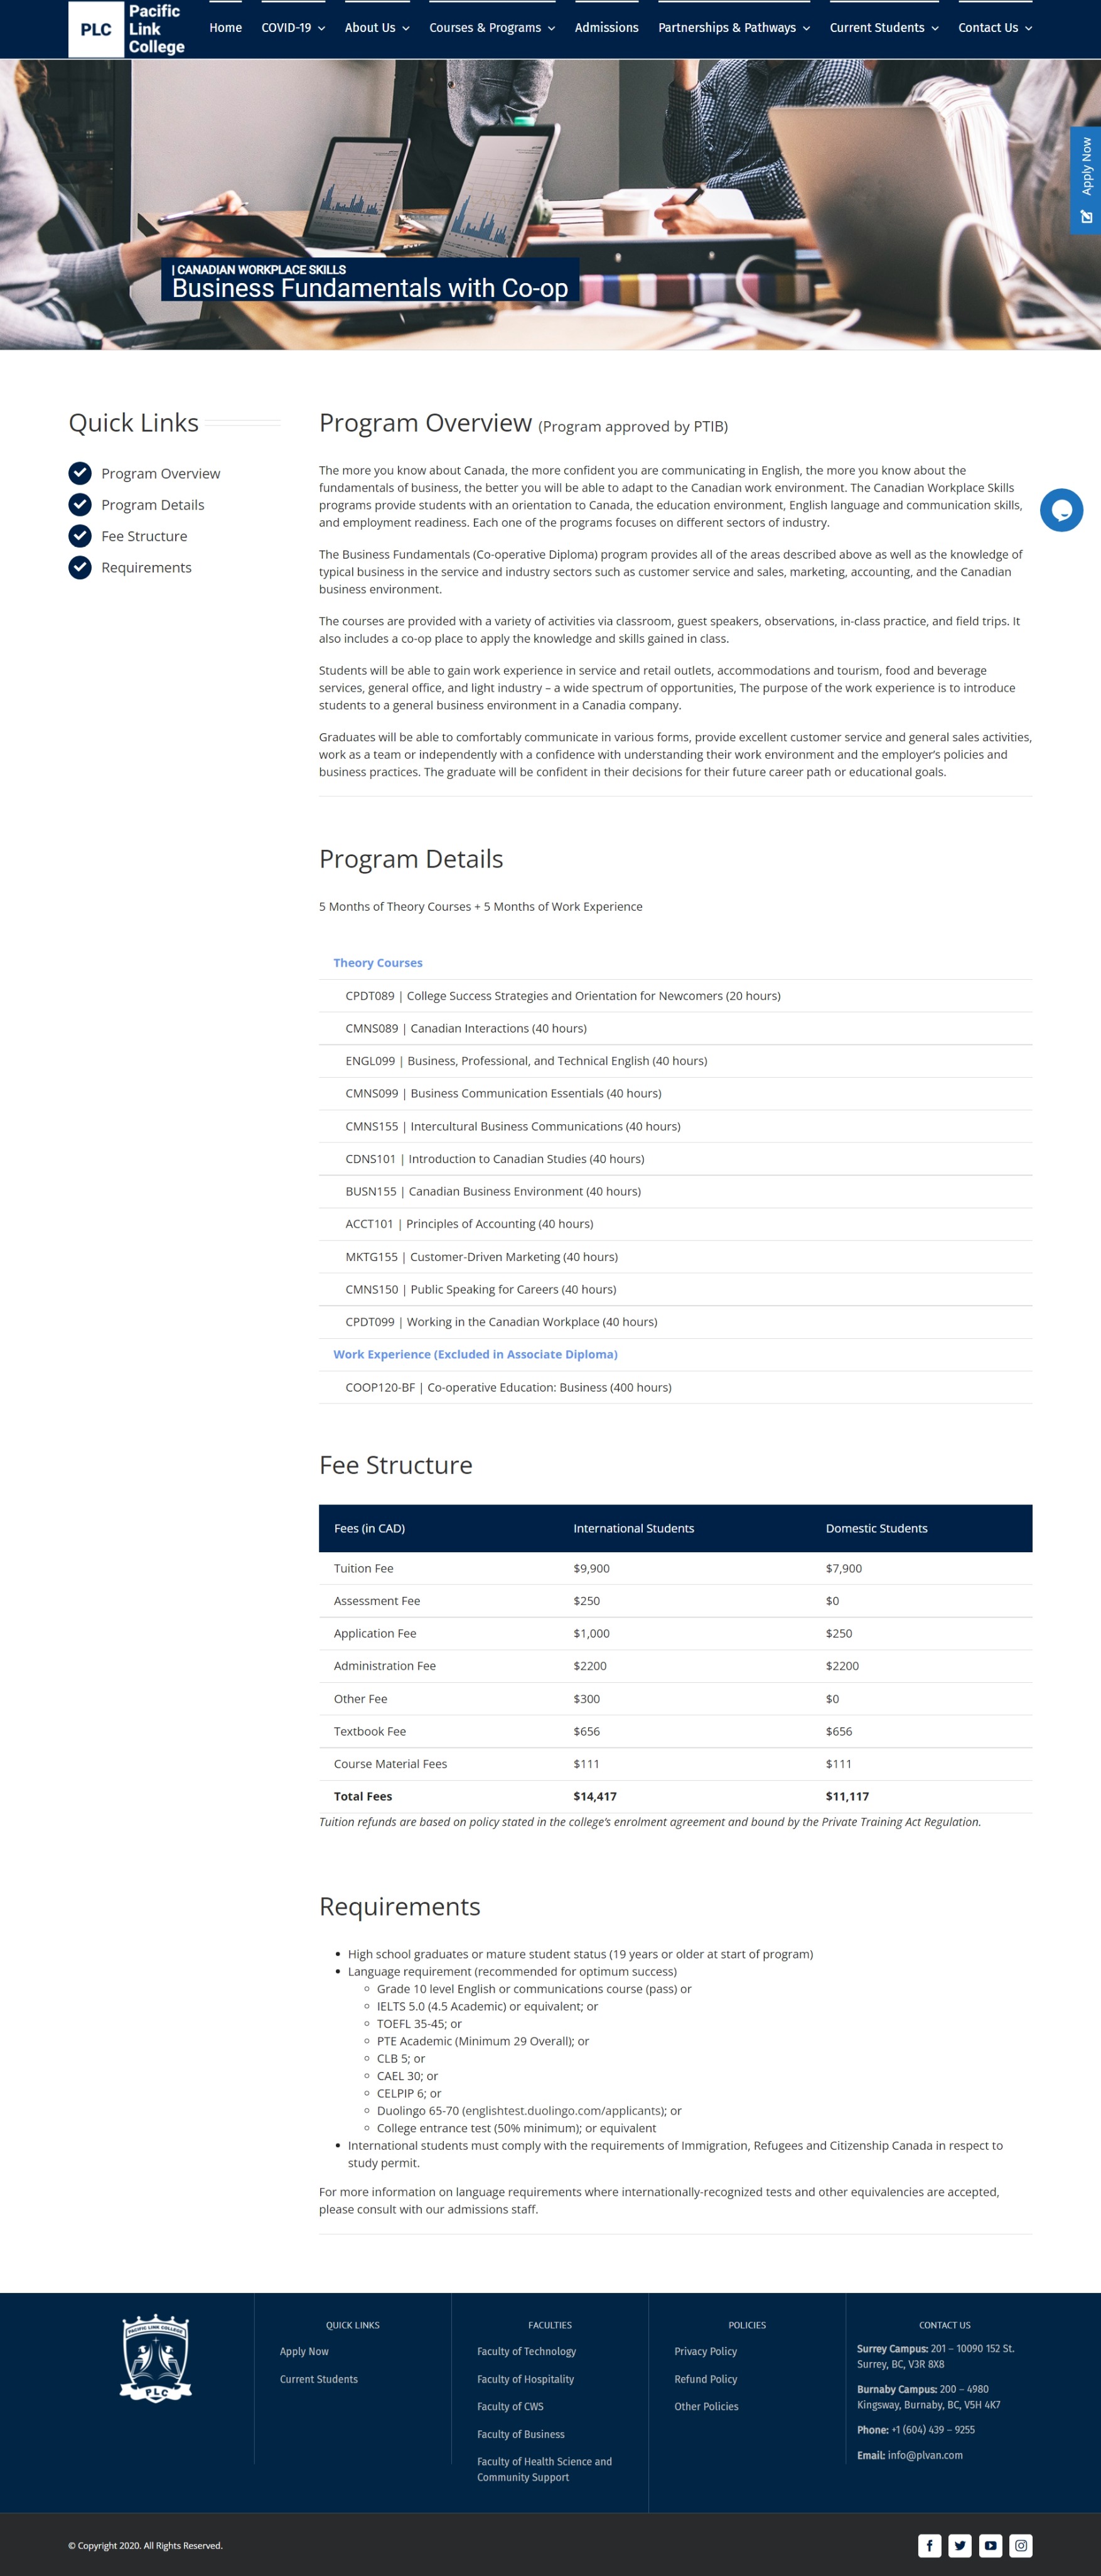 PLC
Pacific
Link
College
Home
COVID-19
About Us
Courses & Programs
Admissions
Partnerships & Pathways
Current Students
Contact Us
Apply Now
| CANADIAN WORKPLACE SKILLS
Business Fundamentals with Co-op
Quick Links
Program Overview
Program Details
Fee Structure
Requirements
Program Overview (Program approved by PTIB)
The more you know about Canada, the more confident you are communicating in English, the more you know about the
fundamentals of business, the better you will be able to adapt to the Canadian work environment. The Canadian Workplace Skills
programs provide students with an orientation to Canada, the education environment, English language and communication skills,
and employment readiness. Each one of the programs focuses on different sectors of industry.
The Business Fundamentals (Co-operative Diploma) program provides all of the areas described above as well as the knowledge of
typical business in the service and industry sectors such as customer service and sales, marketing, accounting, and the Canadian
business environment.
The courses are provided with a variety of activities via classroom, guest speakers, observations, in-class practice, and field trips. It
also includes a co-op place to apply the knowledge and skills gained in class.
Students will be able to gain work experience in service and retail outlets, accommodations and tourism, food and beverage
services, general office, and light industry – a wide spectrum of opportunities, The purpose of the work experience is to introduce
students to a general business environment in a Canadia company.
Graduates will be able to comfortably communicate in various forms, provide excellent customer service and general sales activities,
work as a team or independently with a confidence with understanding their work environment and the employer's policies and
business practices. The graduate will be confident in their decisions for their future career path or educational goals.
Program Details
5 Months of Theory Courses + 5 Months of Work Experience
Theory Courses
CPDT089 | College Success Strategies and Orientation for Newcomers (20 hours)
CMNS089 | Canadian Interactions (40 hours)
ENGL099 | Business, Professional, and Technical English (40 hours)
CMNS099 | Business Communication Essentials (40 hours)
CMNS155 | Intercultural Business Communications (40 hours)
CDNS101 | Introduction to Canadian Studies (40 hours)
BUSN155 | Canadian Business Environment (40 hours)
ACCT101 | Principles of Accounting (40 hours)
MKTG155 | Customer-Driven Marketing (40 hours)
CMNS150 | Public Speaking for Careers (40 hours)
CPDT099 | Working in the Canadian Workplace (40 hours)
Work Experience (Excluded in Associate Diploma)
COOP120-BF | Co-operative Education: Business (400 hours)
Fee Structure
Fees (in CAD) International Students Domestic Students
Tuition Fee $9,900 $7,900
Assessment Fee $250 $0
Application Fee $1,000 $250
Administration Fee $2200 $2200
Other Fee $300 $0
Textbook Fee $656 $656
Course Material Fees $111 $111
Total Fees $14,417 $11,117
Tuition refunds are based on policy stated in the college's enrolment agreement and bound by the Private Training Act Regulation.
Requirements
High school graduates or mature student status (19 years or older at start of program)
Language requirement (recommended for optimum success)
Grade 10 level English or communications course (pass) or
IELTS 5.0 (4.5 Academic) or equivalent; or
TOEFL 35-45; or
PTE Academic (Minimum 29 Overall); or
CLB 5; or
CAEL 30; or
CELPIP 6; or
Duolingo 65-70 (englishtest.duolingo.com/applicants); or
College entrance test (50% minimum); or equivalent
International students must comply with the requirements of Immigration, Refugees and Citizenship Canada in respect to
study permit.
For more information on language requirements where internationally-recognized tests and other equivalencies are accepted,
please consult with our admissions staff.
PACIFIC LINK COLLEGE
PLC
QUICK LINKS
Apply Now
Current Students
FACULTIES
Faculty of Technology
Faculty of Hospitality
Faculty of CWS
Faculty of Business
Faculty of Health Science and
Community Support
POLICIES
Privacy Policy
Refund Policy
Other Policies
CONTACT US
Surrey Campus: 201 – 10090 152 St.
Surrey, BC, V3R 8X8
Burnaby Campus: 200 – 4980
Kingsway, Burnaby, BC, V5H 4K7
Phone: +1 (604) 439 – 9255
Email: info@plvan.com
© Copyright 2020. All Rights Reserved.